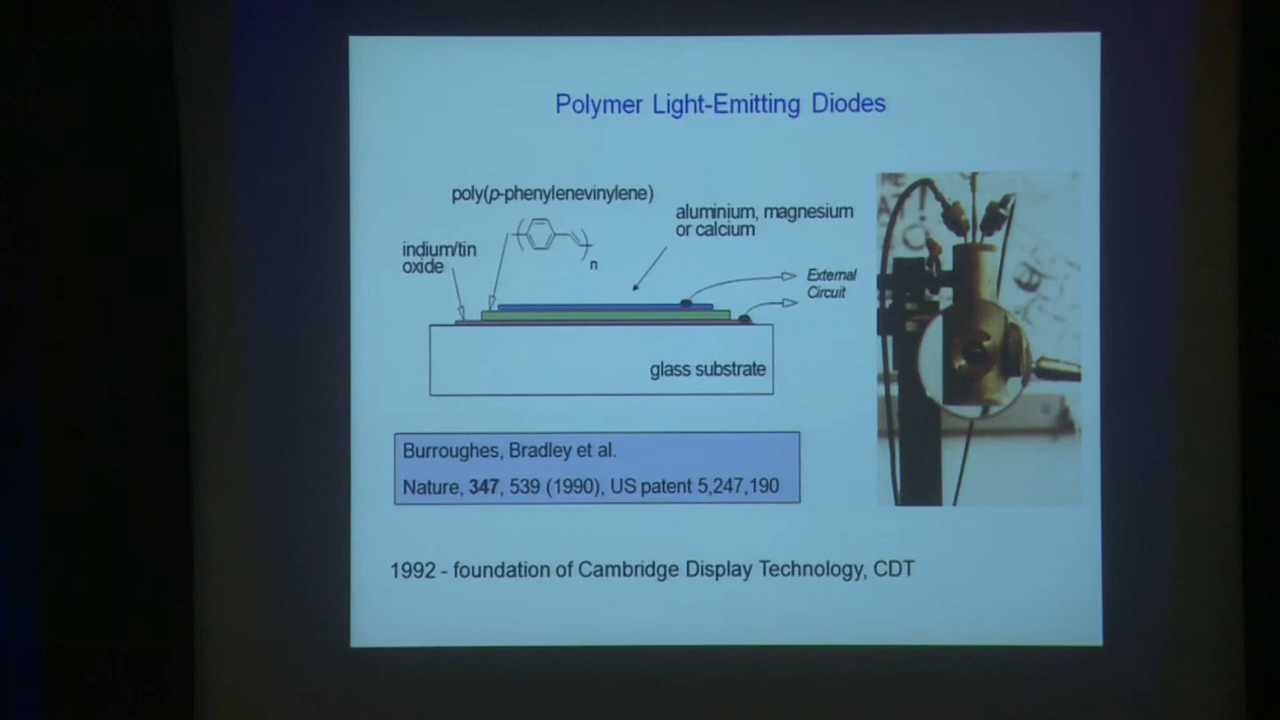 Polymer Light-Emitting Diodes
poly(p-phenylenevinylene)
aluminium, magnesium
or calcium
indium/tin
oxide
n
External
Circuit
glass substrate
Burroughes, Bradley et al.
Nature, 347, 539 (1990), US patent 5,247,190
1992 - foundation of Cambridge Display Technology, CDT